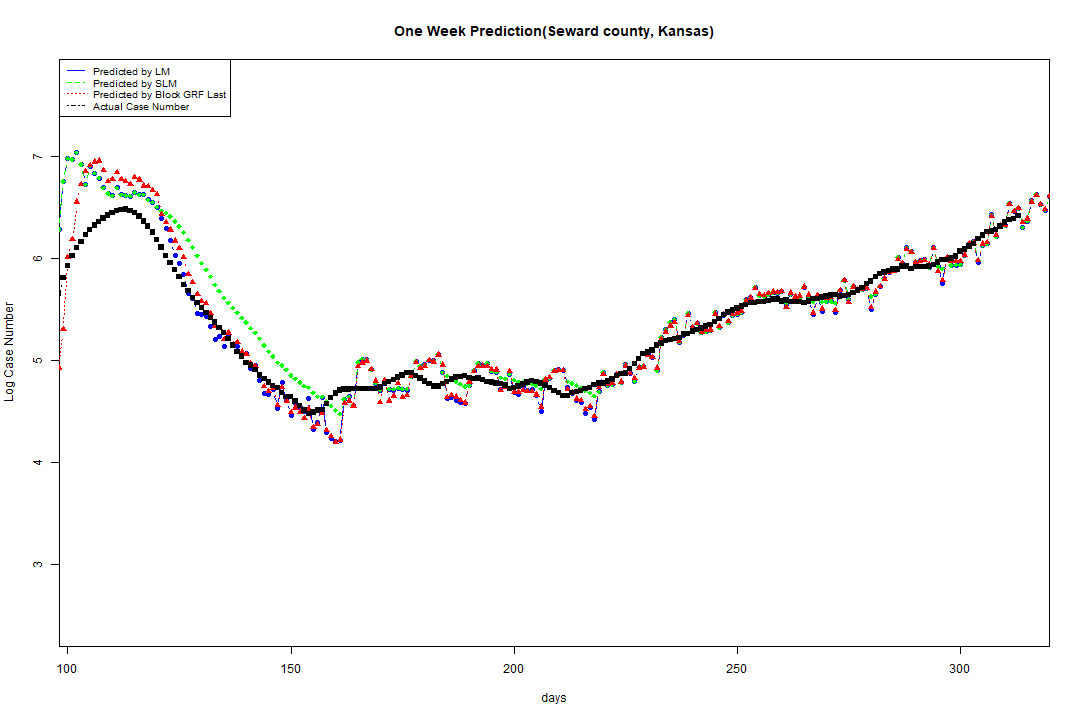 One Week Prediction(Seward county, Kansas)
Predicted by LM
Predicted by SLM
Predicted by Block GRF Last
Actual Case Number
Log Case Number
7
6
5
4
3
100 150 200 250 300
days